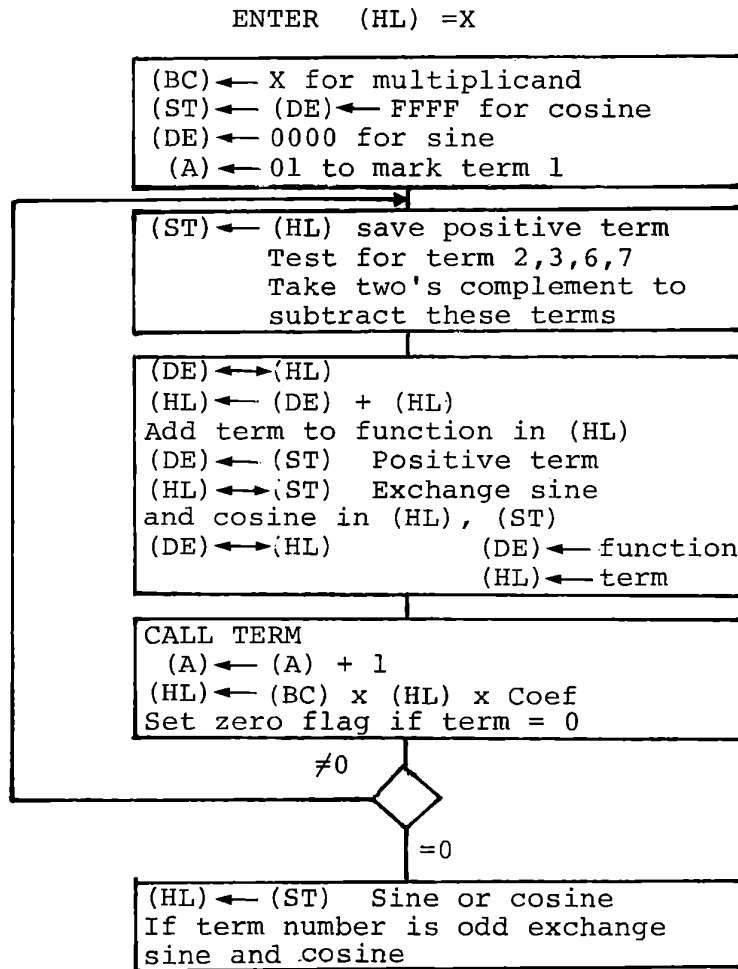 ENTER (HL) =X
(BC)← X for multiplicand
(ST)← (DE)← FFFF for cosine
(DE)← 0000 for sine
(A)← 01 to mark term 1
(ST)← (HL) save positive term
Test for term 2,3,6,7
Take two's complement to
subtract these terms
(DE)↔(HL)
(HL)← (DE) + (HL)
Add term to function in (HL)
(DE)← (ST) Positive term
(HL)↔(ST) Exchange sine
and cosine in (HL), (ST)
(DE)↔(HL) (DE)← function
(HL)← term
CALL TERM
(A)← (A) + 1
(HL)← (BC) x (HL) x Coef
Set zero flag if term = 0
≠0
=0
(HL)← (ST) Sine or cosine
If term number is odd exchange
sine and cosine